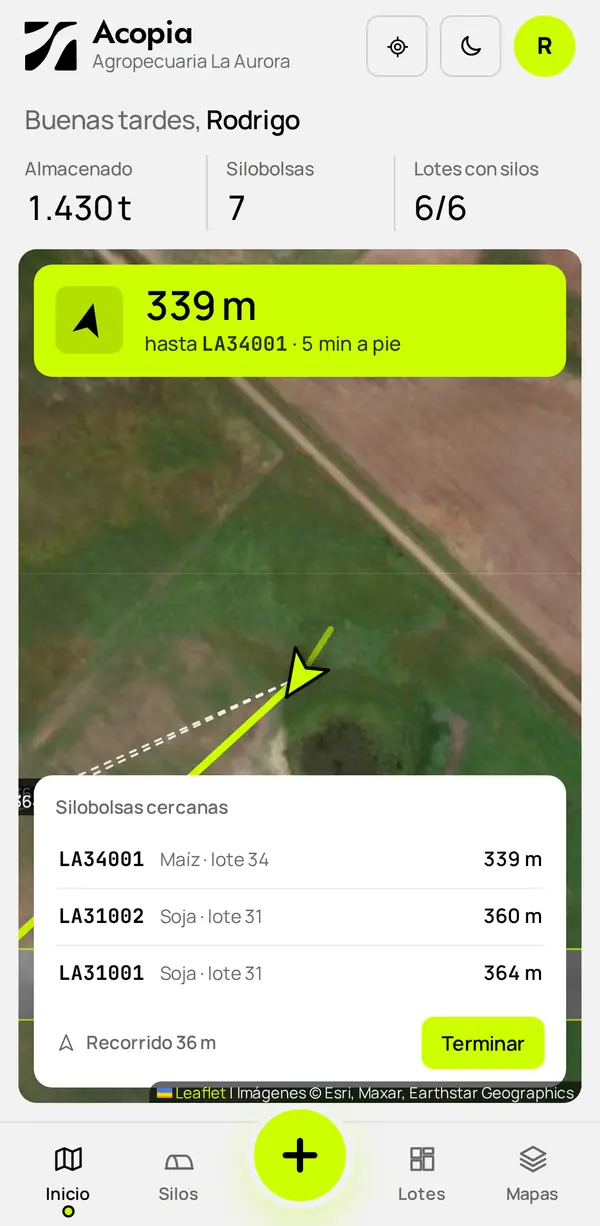 Acopia
Agropecuaria La Aurora
R
Buenas tardes, Rodrigo
Almacenado
Silobolsas
Lotes con silos
1.430 t
7
6/6
339 m
hasta LA34001 · 5 min a pie
Silobolsas cercanas
LA34001 Maíz · lote 34 339 m
LA31002 Soja · lote 31 360 m
LA31001 Soja · lote 31 364 m
Recorrido 36 m
Terminar
Leaflet | Imágenes © Esri, Maxar, Earthstar Geographics
Inicio
Silos
Lotes
Mapas